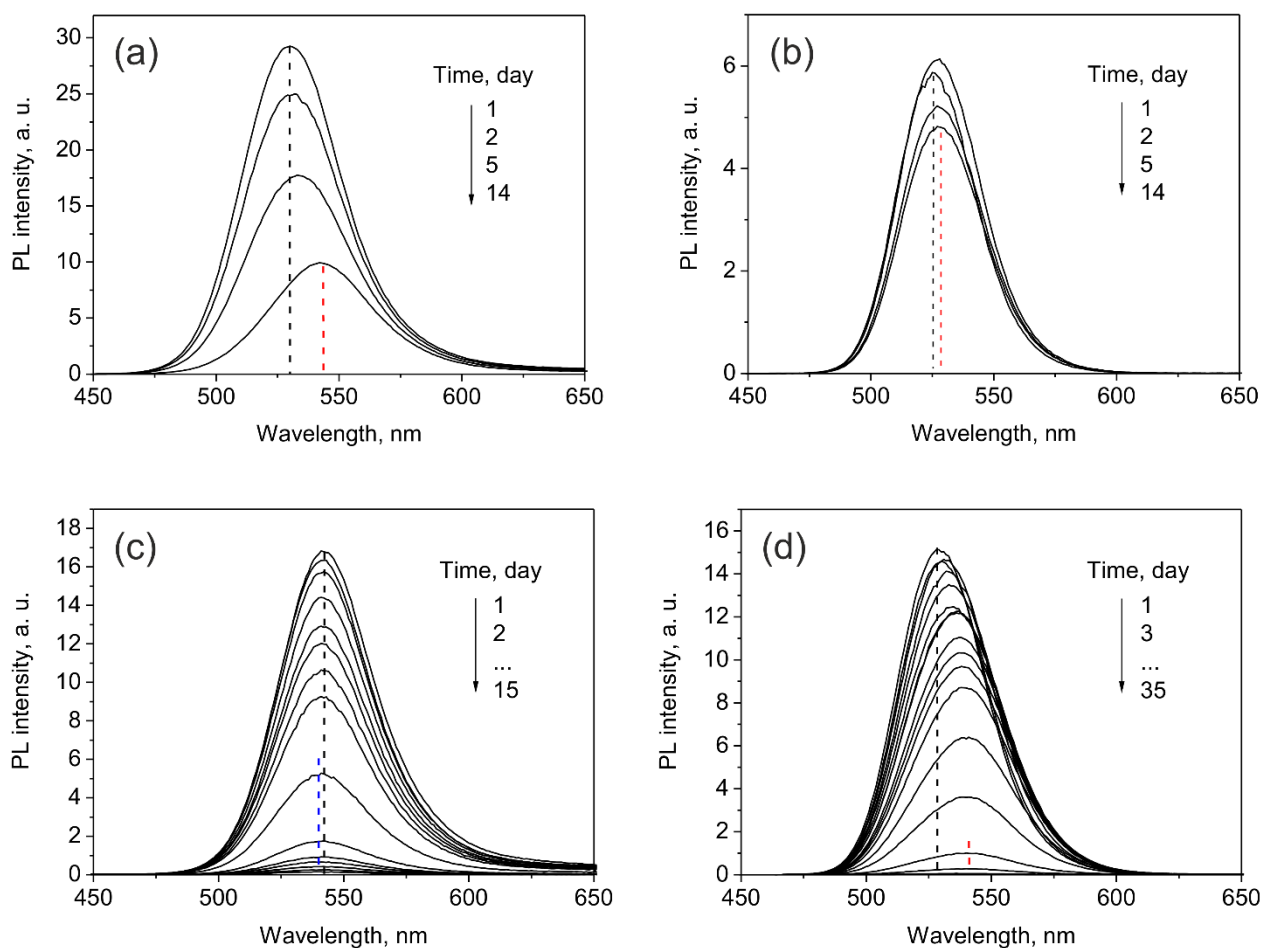 (a)
Time, day
1
2
5
14
30
25
20
15
10
5
0
PL intensity, a. u.
450 500 550 600 650
Wavelength, nm
(b)
Time, day
1
2
5
14
6
4
2
0
PL intensity, a. u.
450 500 550 600 650
Wavelength, nm
(c)
Time, day
1
2
...
15
18
16
14
12
10
8
6
4
2
0
PL intensity, a. u.
450 500 550 600 650
Wavelength, nm
(d)
Time, day
1
3
...
35
16
14
12
10
8
6
4
2
0
PL intensity, a. u.
450 500 550 600 650
Wavelength, nm